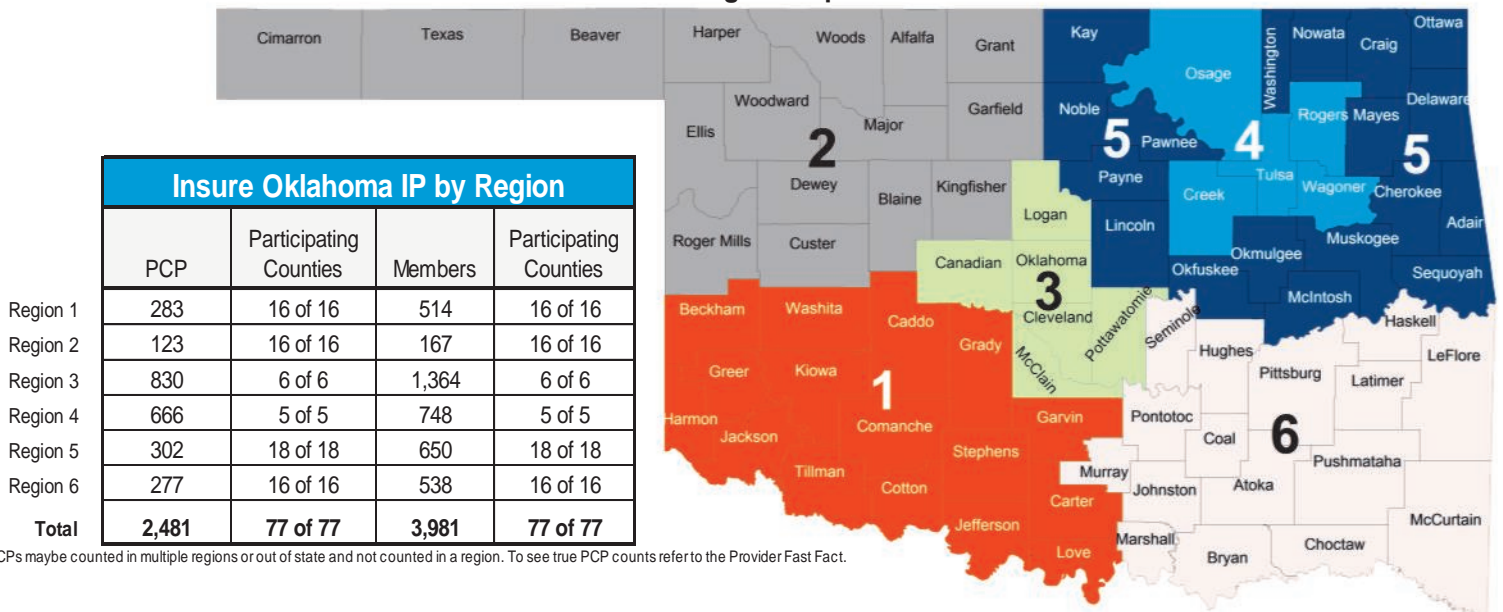 Insure Oklahoma IP by Region
PCP Participating Counties Members Participating Counties
Region 1 283 16 of 16 514 16 of 16
Region 2 123 16 of 16 167 16 of 16
Region 3 830 6 of 6 1,364 6 of 6
Region 4 666 5 of 5 748 5 of 5
Region 5 302 18 of 18 650 18 of 18
Region 6 277 16 of 16 538 16 of 16
Total 2,481 77 of 77 3,981 77 of 77
CPs maybe counted in multiple regions or out of state and not counted in a region. To see true PCP counts refer to the Provider Fast Fact.
Cimarron
Texas
Beaver
Harper
Woods
Alfalfa
Grant
Woodward
Garfield
Ellis
Major
2
Dewey
Blaine
Kingfisher
Roger Mills
Custer
Kay
Washington
Nowata
Craig
Ottawa
Osage
Noble
Rogers
Mayes
Delaware
5
Pawnee
4
5
Payne
Tulsa
Creek
Wagoner
Cherokee
Lincoln
Adair
Muskogee
Okmulgee
Okfuskee
Sequoyah
McIntosh
Logan
Canadian
Oklahoma
3
Cleveland
Pottawatomie
McClain
Beckham
Washita
Caddo
Grady
Greer
Kiowa
1
Harmon
Jackson
Comanche
Garvin
Stephens
Tillman
Cotton
Carter
Jefferson
Love
Seminole
Haskell
Hughes
LeFlore
Pittsburg
Latimer
Pontotoc
Coal
6
Murray
Pushmataha
Johnston
Atoka
McCurtain
Marshall
Bryan
Choctaw